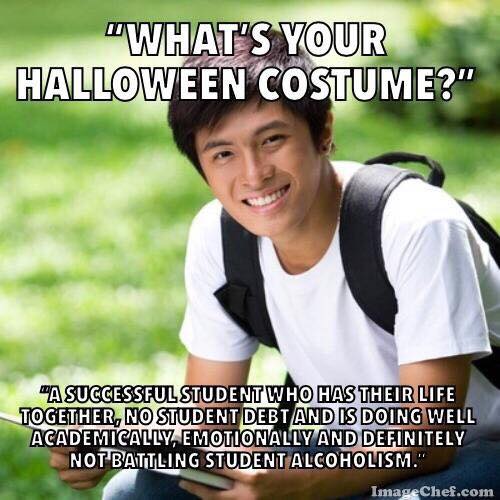 "WHAT'S YOUR
HALLOWEEN COSTUME?"
"A SUCCESSFUL STUDENT WHO HAS THEIR LIFE
TOGETHER, NO STUDENT DEBT AND IS DOING WELL
ACADEMICALLY, EMOTIONALLY AND DEFINITELY
NOT BATTLING STUDENT ALCOHOLISM."
ImageChef.com